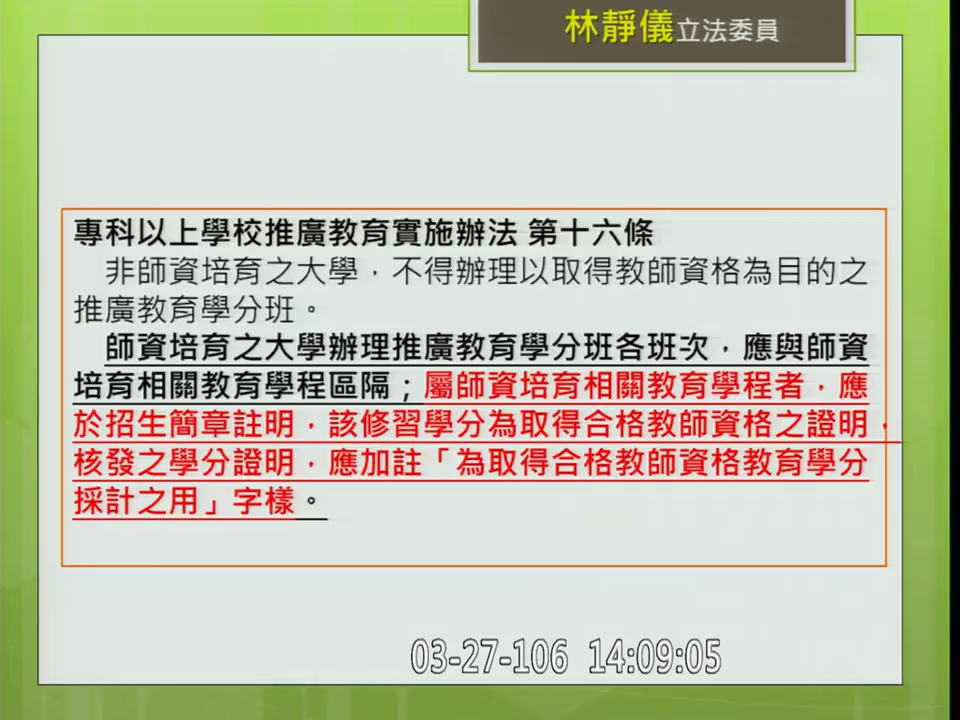 林靜儀立法委員
專科以上學校推廣教育實施辦法 第十六條
非師資培育之大學，不得辦理以取得教師資格為目的之
推廣教育學分班。
師資培育之大學辦理推廣教育學分班各班次，應與師資
培育相關教育學程區隔；屬師資培育相關教育學程者，應
於招生簡章註明，該修習學分為取得合格教師資格之證明，
核發之學分證明，應加註「為取得合格教師資格教育學分
採計之用」字樣。
03-27-106 14:09:05